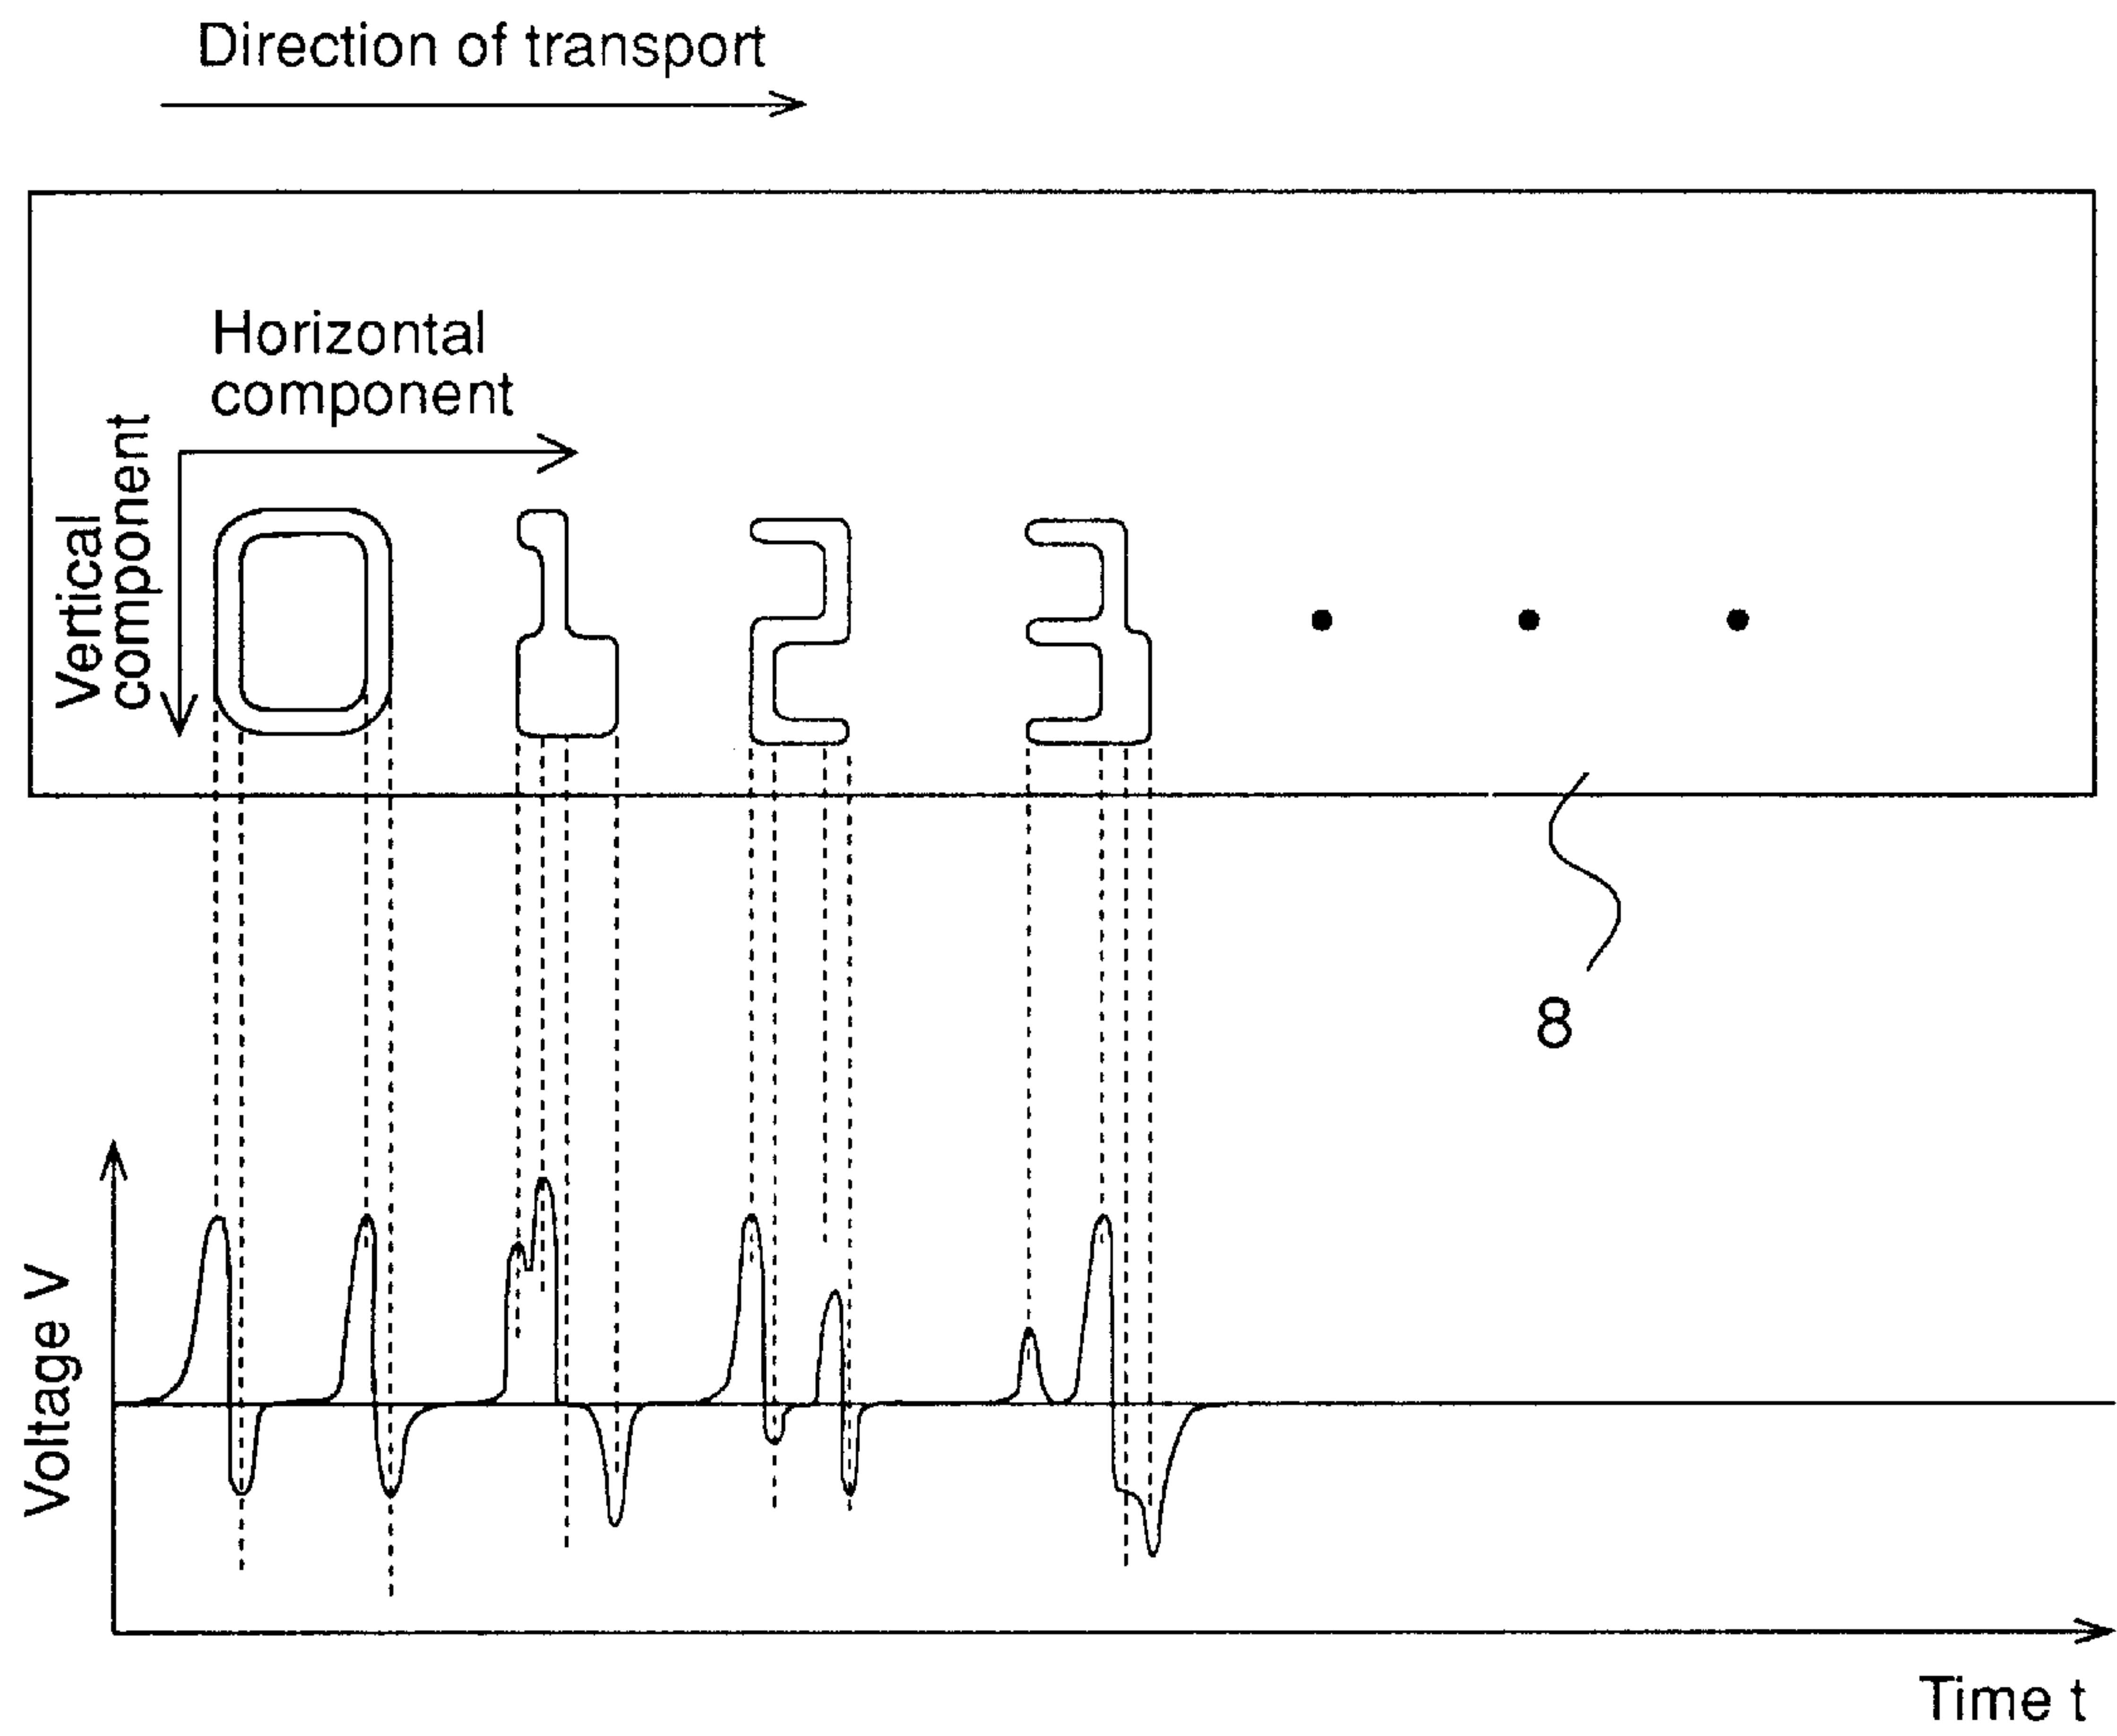 Direction of transport
Horizontal
component
Vertical
component
0 1 2 3
8
Voltage V
Time t